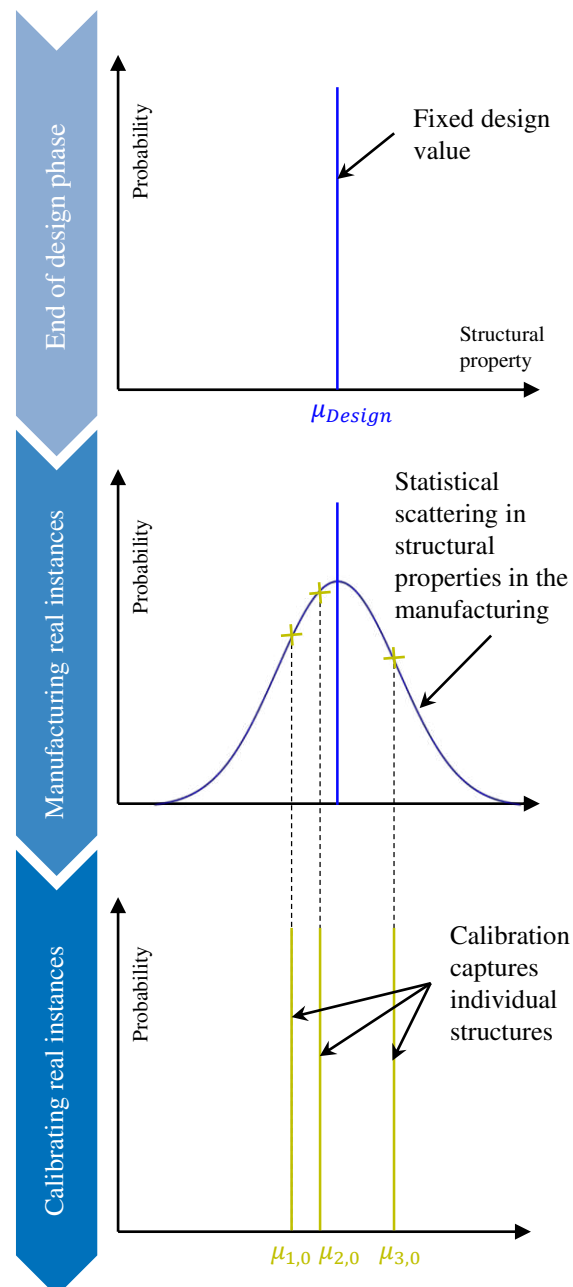 End of design phase
Probability
Fixed design
value
Structural
property
μ_Design
Manufacturing real instances
Probability
Statistical
scattering in
structural
properties in the
manufacturing
Calibrating real instances
Probability
Calibration
captures
individual
structures
μ_1,0 μ_2,0 μ_3,0